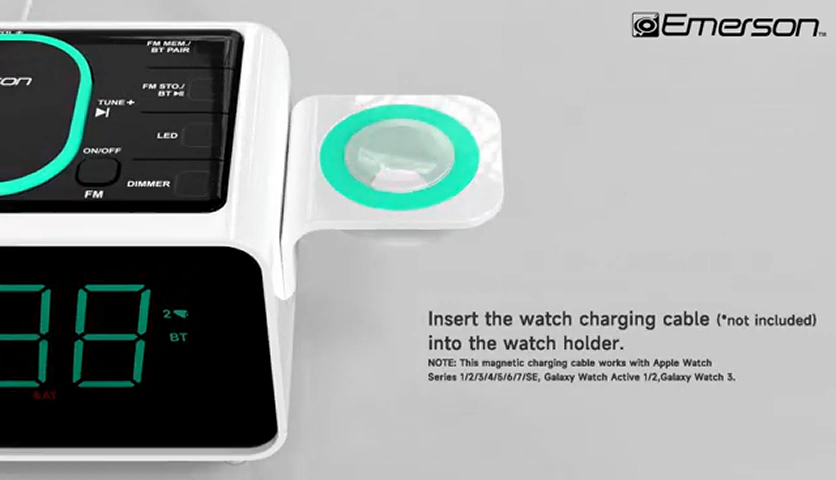 Emerson™
FM MEM./
BT PAIR
FM STO./
BT ▶II
TUNE +
LED
ON/OFF
DIMMER
FM
8
2
BT
Insert the watch charging cable (*not included)
into the watch holder.
NOTE: This magnetic charging cable works with Apple Watch
Series 1/2/3/4/5/6/7/SE, Galaxy Watch Active 1/2,Galaxy Watch 3.